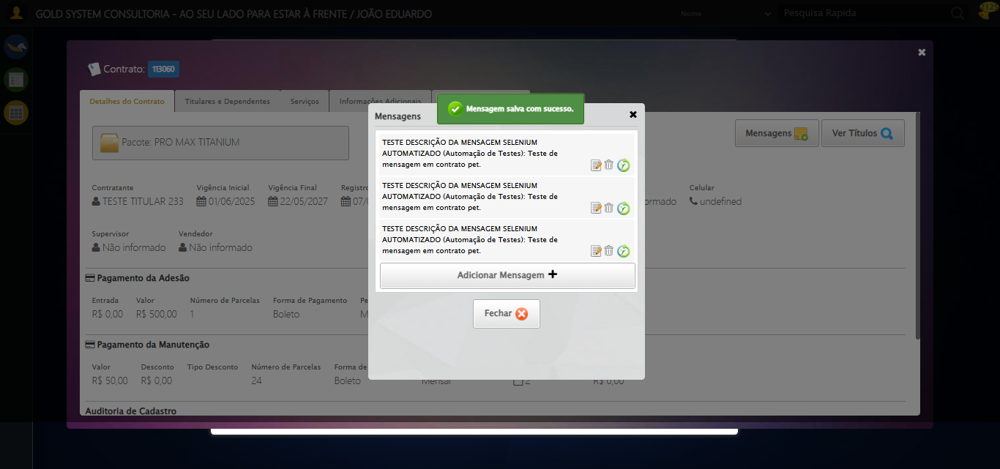 GOLD SYSTEM CONSULTORIA - AO SEU LADO PARA ESTAR À FRENTE / JOÃO EDUARDO
Nome
Pesquisa Rapida
Contrato: 113060
Detalhes do Contrato
Titulares e Dependentes
Serviços
Informações Adicionais
Mensagem salva com sucesso.
Mensagens
Pacote: PRO MAX TITANIUM
Mensagens
Ver Títulos
TESTE DESCRIÇÃO DA MENSAGEM SELENIUM
AUTOMATIZADO (Automação de Testes): Teste de
mensagem em contrato pet.
TESTE DESCRIÇÃO DA MENSAGEM SELENIUM
AUTOMATIZADO (Automação de Testes): Teste de
mensagem em contrato pet.
TESTE DESCRIÇÃO DA MENSAGEM SELENIUM
AUTOMATIZADO (Automação de Testes): Teste de
mensagem em contrato pet.
Adicionar Mensagem
Fechar
Contratante
Vigência Inicial
Vigência Final
Registro
Celular
TESTE TITULAR 233
01/06/2025
22/05/2027
07/0
ormado
undefined
Supervisor
Vendedor
Não informado
Não informado
Pagamento da Adesão
Entrada
Valor
Número de Parcelas
Forma de Pagamento
Pe
R$ 0,00
R$ 500,00
1
Boleto
M
Pagamento da Manutenção
Valor
Desconto
Tipo Desconto
Número de Parcelas
Forma de
R$ 50,00
R$ 0,00
24
Boleto
Mensal
2
R$ 0,00
Auditoria de Cadastro